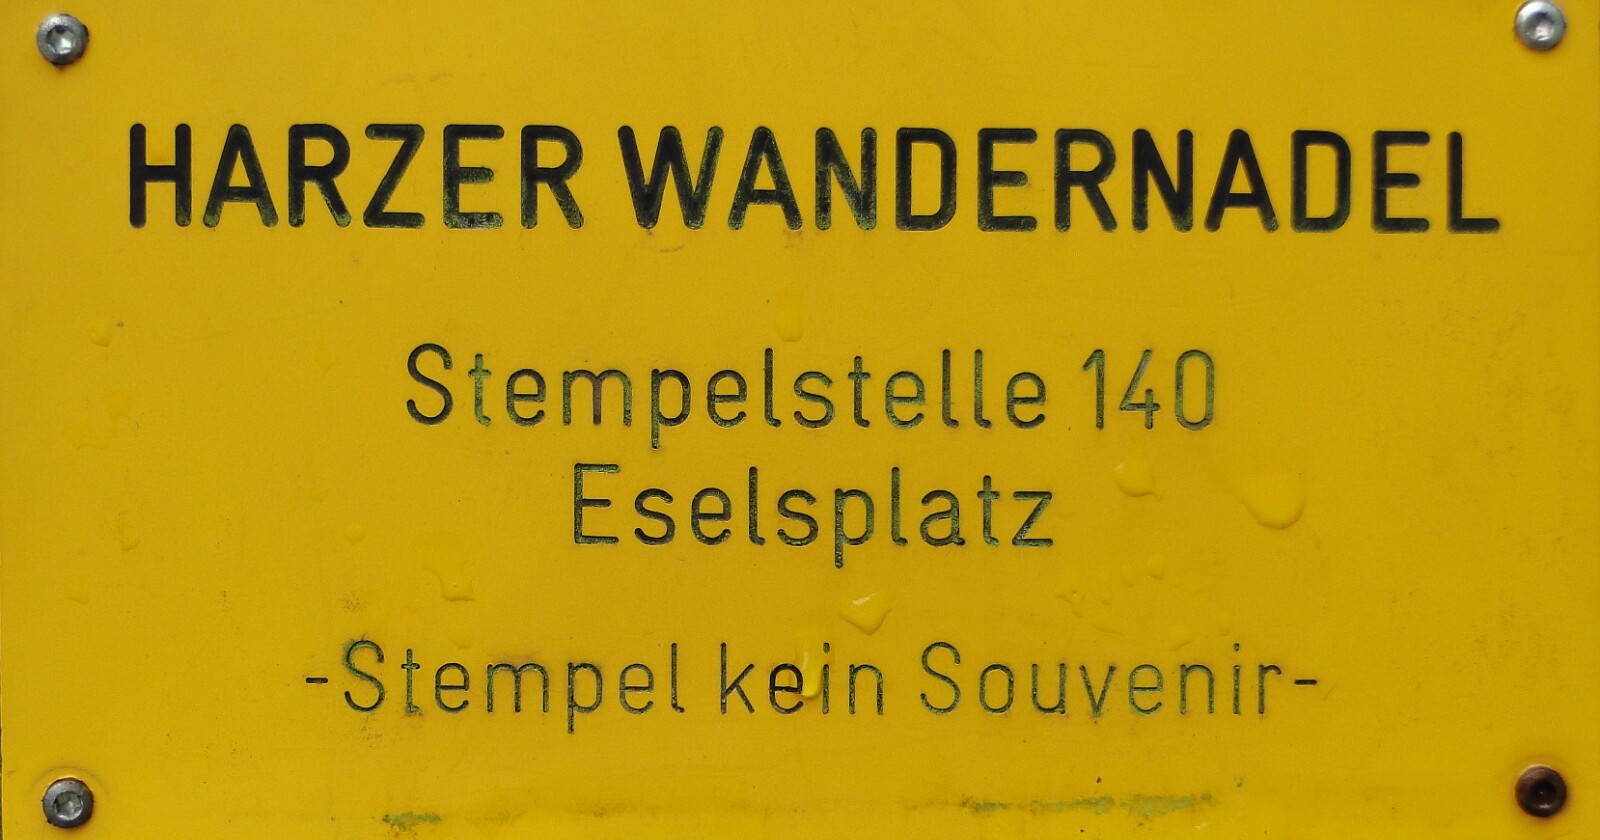 HARZER WANDERNADEL
Stempelstelle 140
Eselsplatz
-Stempel kein Souvenir-